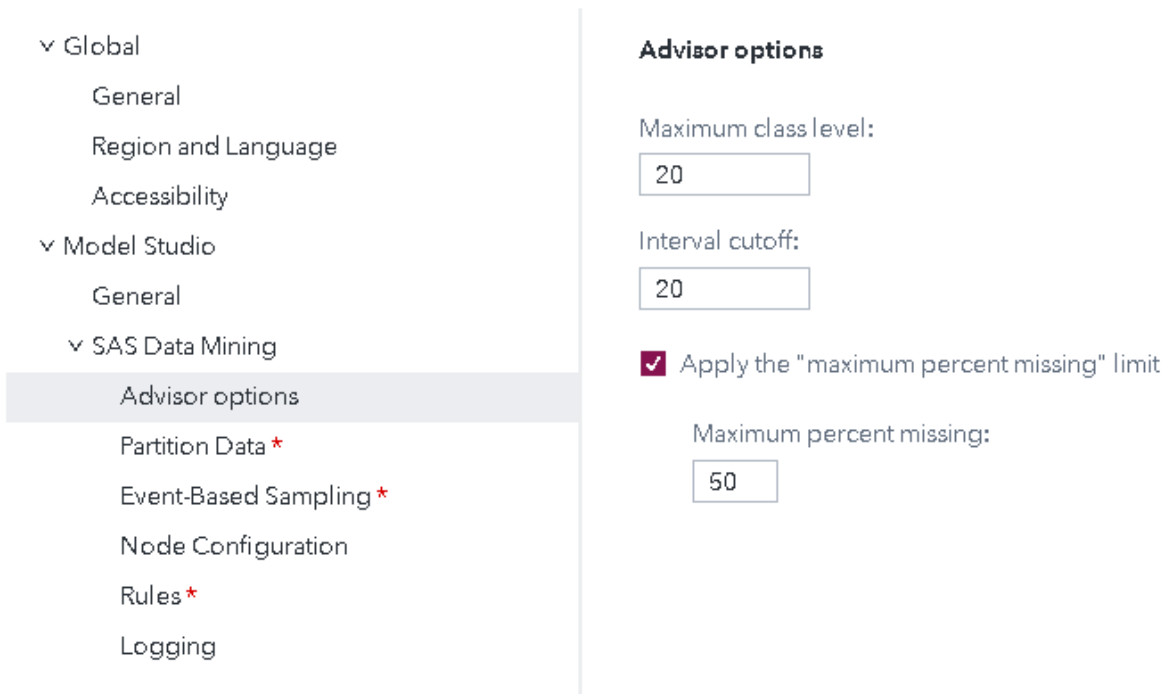 Global
General
Region and Language
Accessibility
Model Studio
General
SAS Data Mining
Advisor options
Partition Data *
Event-Based Sampling *
Node Configuration
Rules *
Logging
Advisor options
Maximum class level:
20
Interval cutoff:
20
Apply the "maximum percent missing" limit
Maximum percent missing:
50